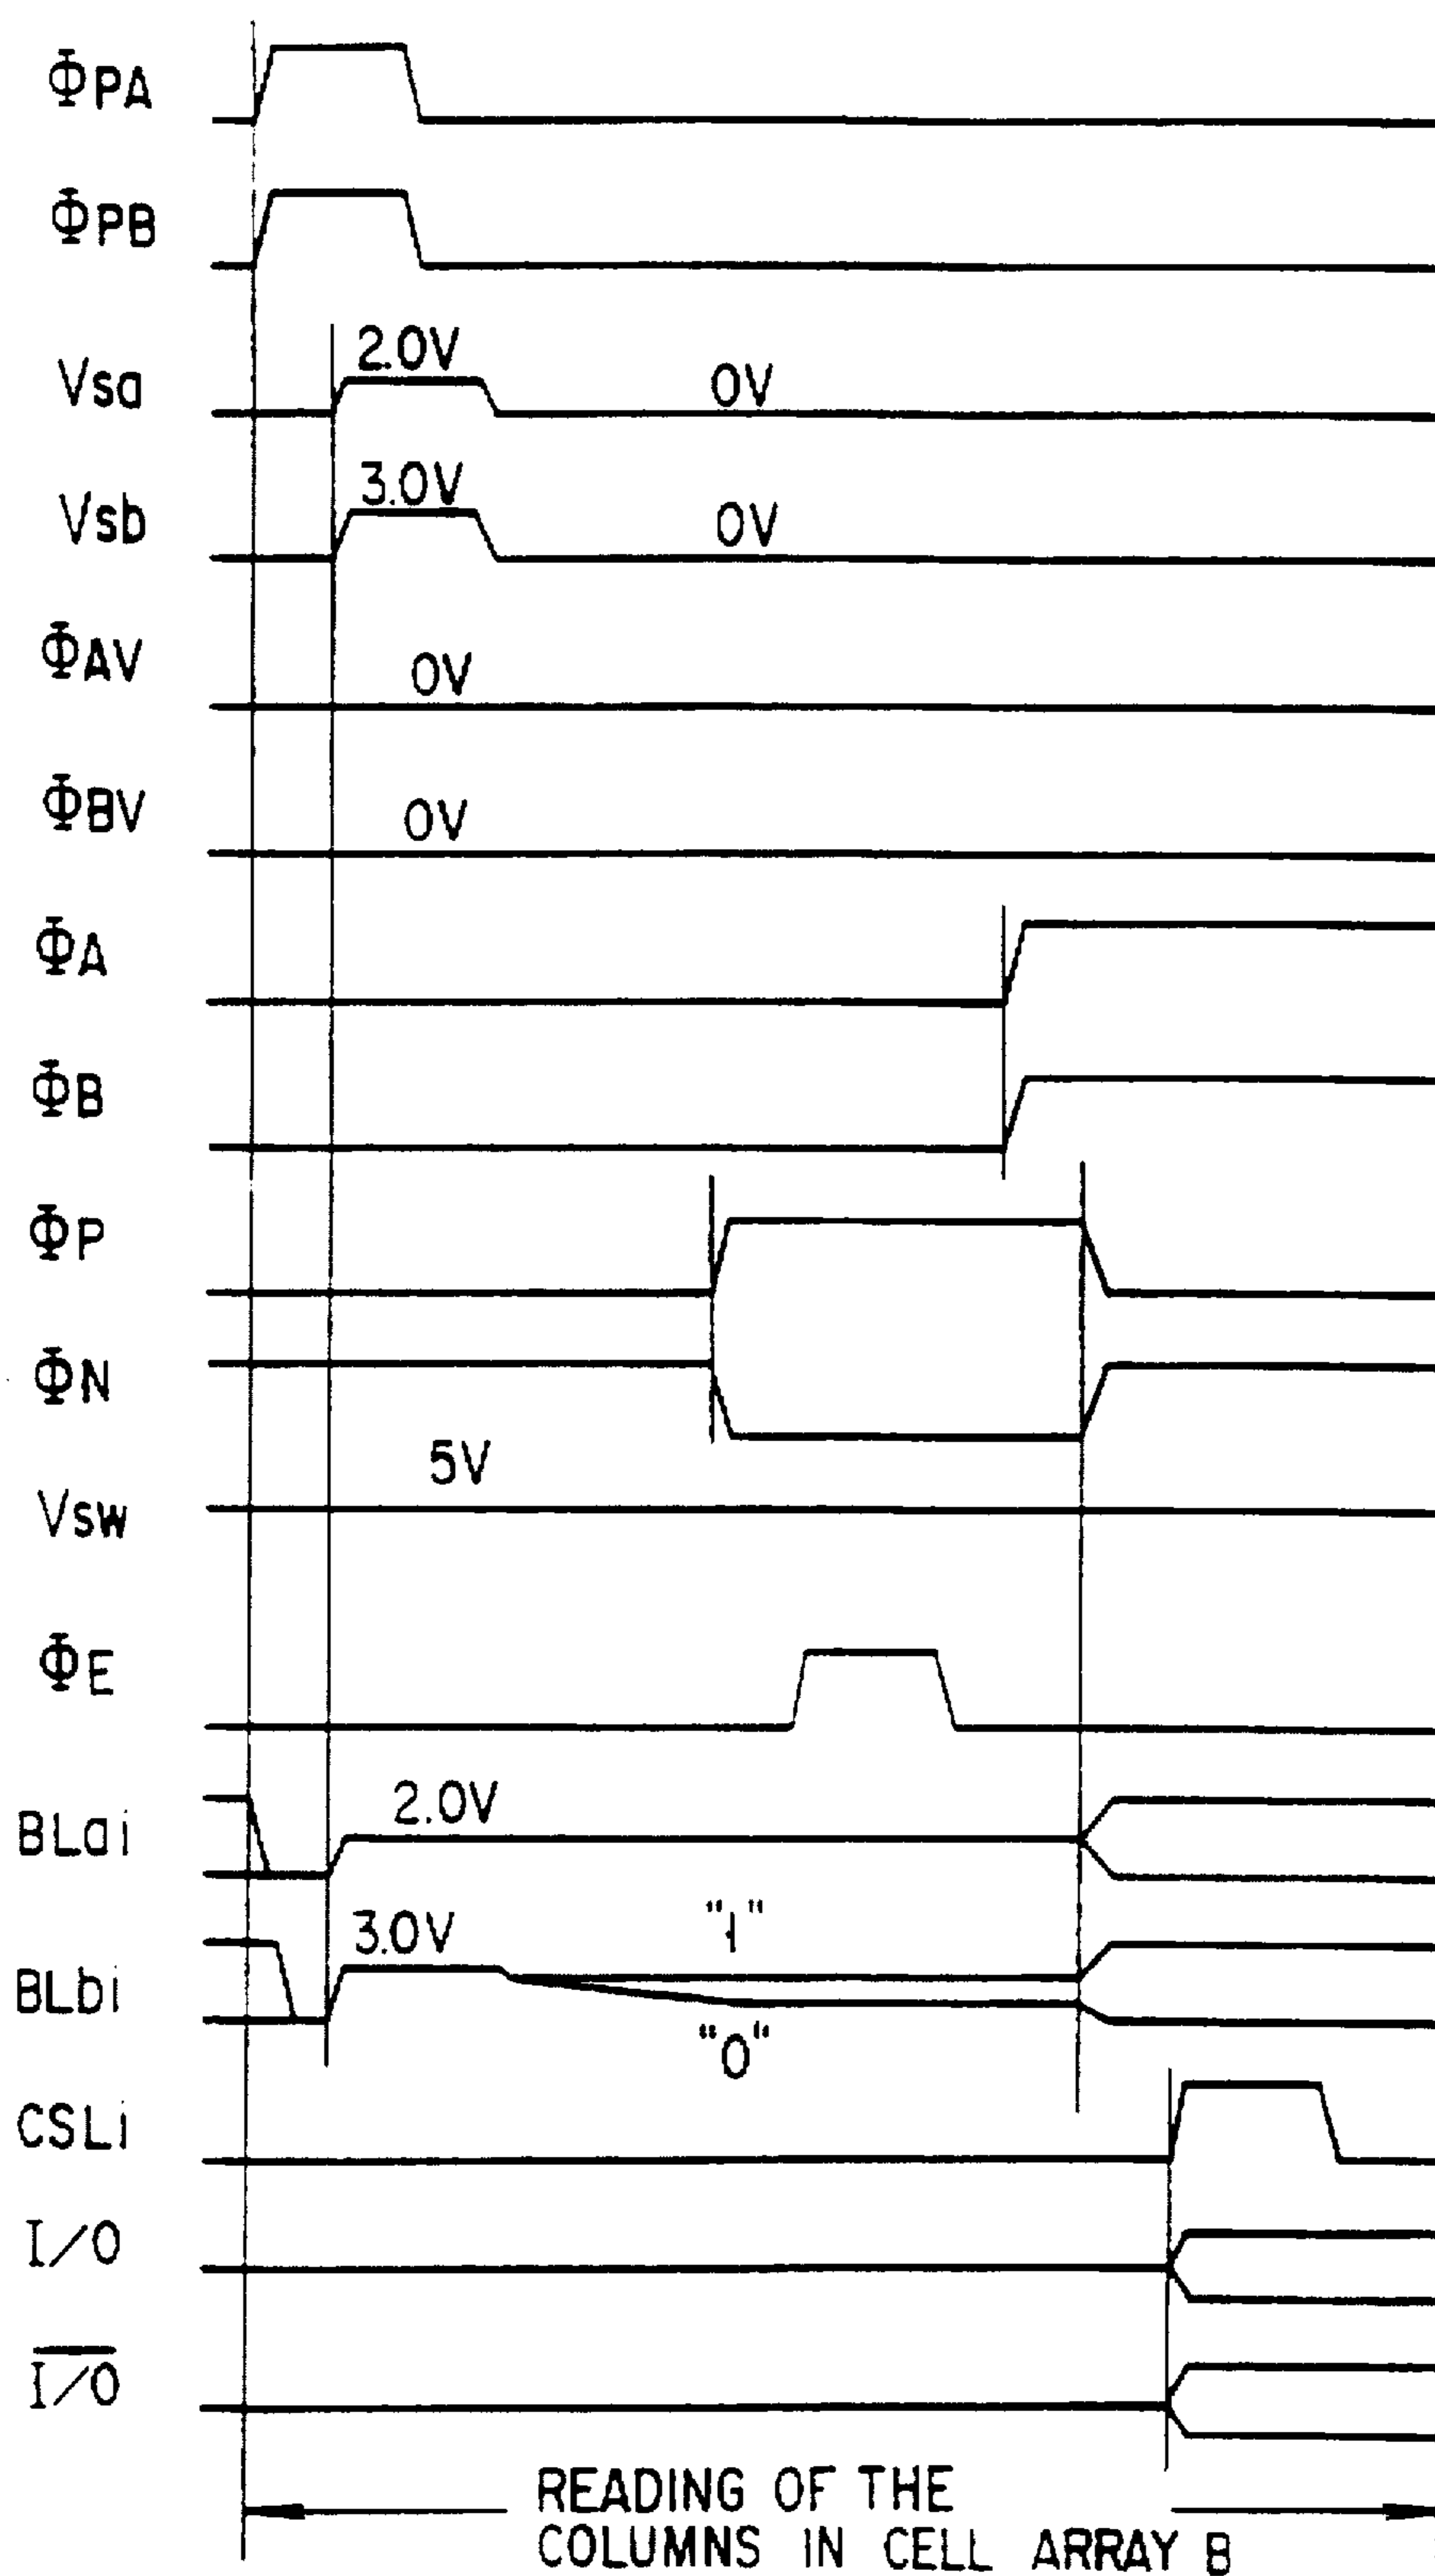 ΦPA
ΦPB
Vsa 2.0V 0V
Vsb 3.0V 0V
ΦAV 0V
ΦBV 0V
ΦA
ΦB
ΦP
ΦN
Vsw 5V
ΦE
BLai 2.0V
BLbi 3.0V "1"
"0"
CSLi
I/O
I/O
READING OF THE
COLUMNS IN CELL ARRAY B